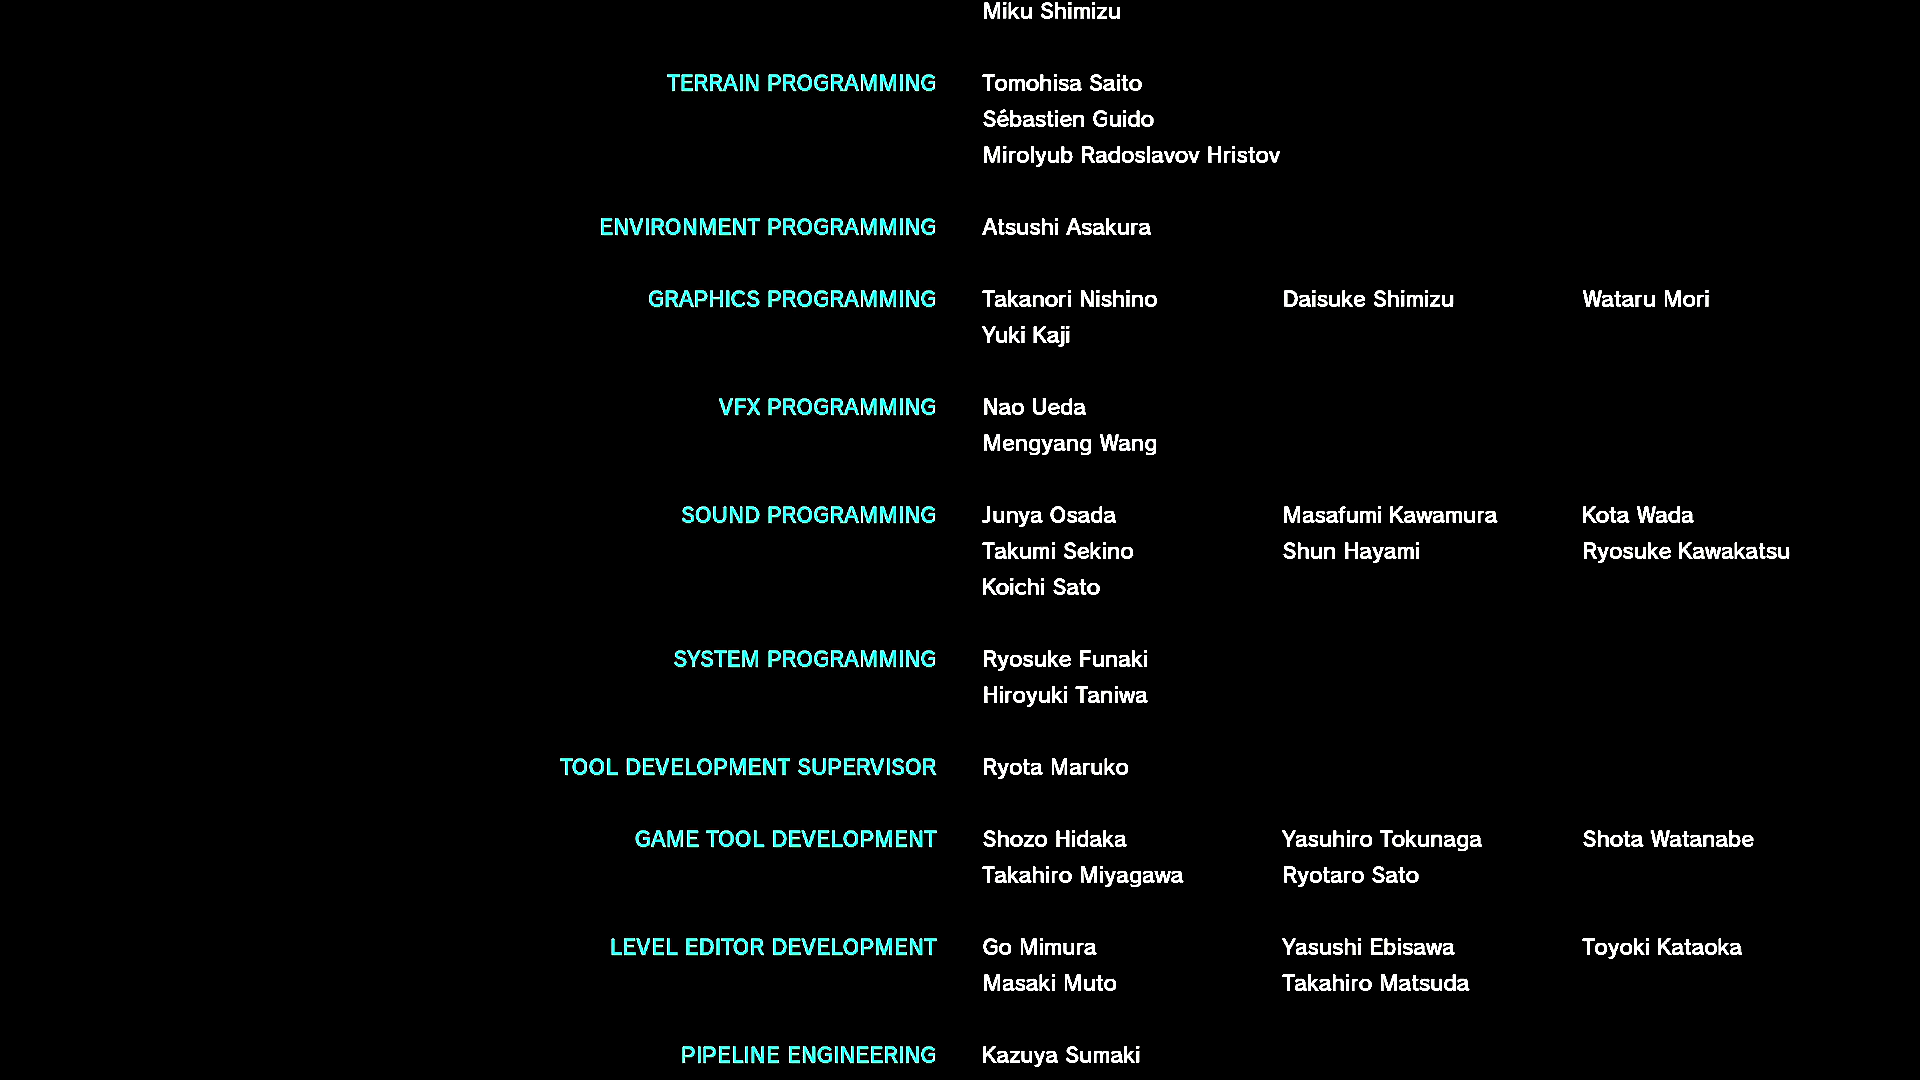 Miku Shimizu
TERRAIN PROGRAMMING Tomohisa Saito
Sébastien Guido
Mirolyub Radoslavov Hristov
ENVIRONMENT PROGRAMMING Atsushi Asakura
GRAPHICS PROGRAMMING Takanori Nishino Daisuke Shimizu Wataru Mori
Yuki Kaji
VFX PROGRAMMING Nao Ueda
Mengyang Wang
SOUND PROGRAMMING Junya Osada Masafumi Kawamura Kota Wada
Takumi Sekino Shun Hayami Ryosuke Kawakatsu
Koichi Sato
SYSTEM PROGRAMMING Ryosuke Funaki
Hiroyuki Taniwa
TOOL DEVELOPMENT SUPERVISOR Ryota Maruko
GAME TOOL DEVELOPMENT Shozo Hidaka Yasuhiro Tokunaga Shota Watanabe
Takahiro Miyagawa Ryotaro Sato
LEVEL EDITOR DEVELOPMENT Go Mimura Yasushi Ebisawa Toyoki Kataoka
Masaki Muto Takahiro Matsuda
PIPELINE ENGINEERING Kazuya Sumaki